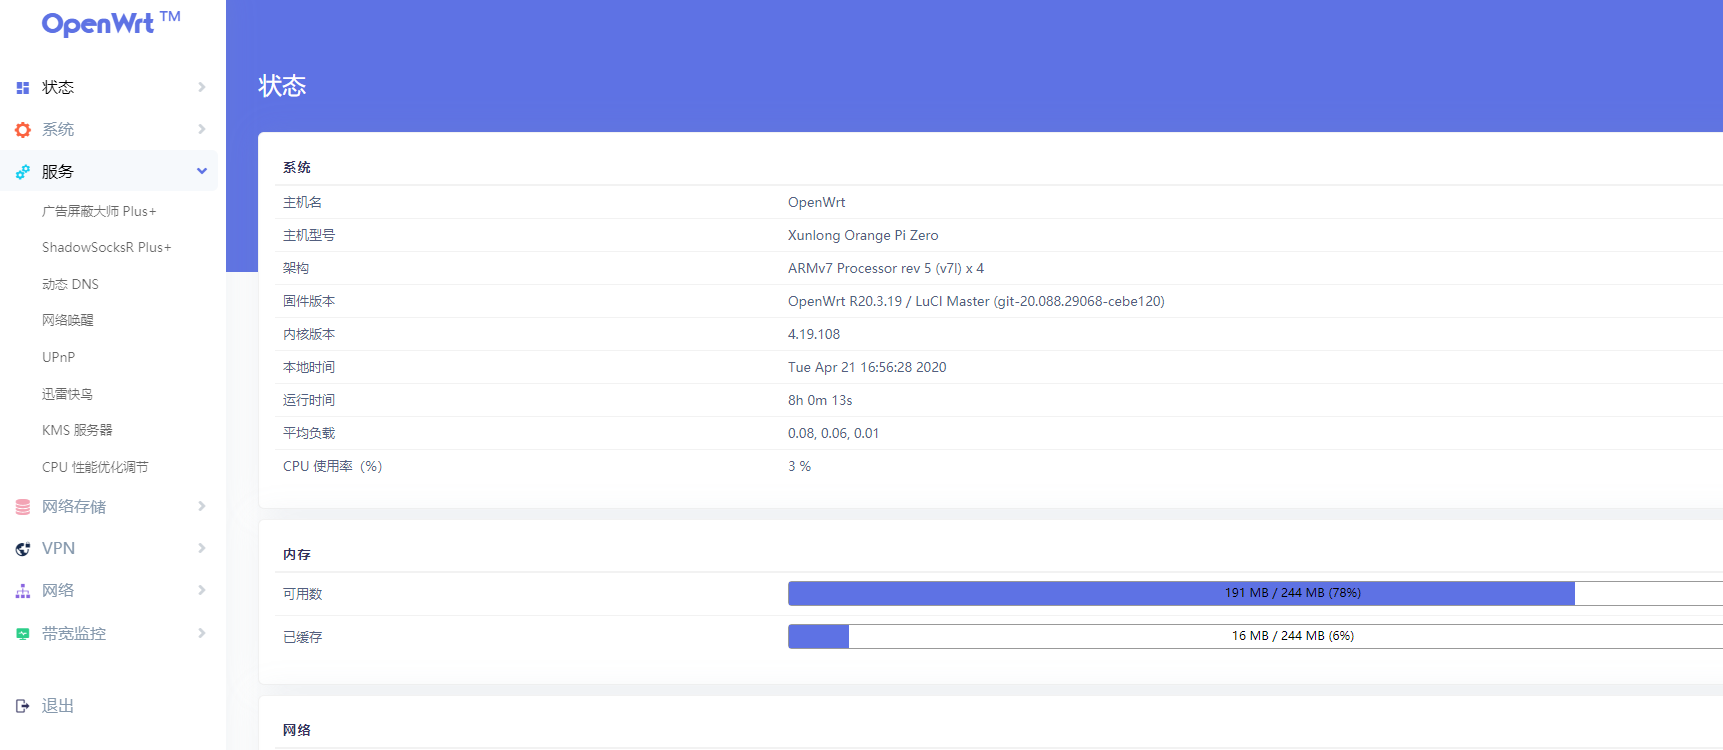 OpenWrt TM
状态
系统
服务
广告屏蔽大师 Plus+
ShadowSocksR Plus+
动态 DNS
网络唤醒
UPnP
迅雷快鸟
KMS 服务器
CPU 性能优化调节
网络存储
VPN
网络
带宽监控
退出
状态
系统
主机名 OpenWrt
主机型号 Xunlong Orange Pi Zero
架构 ARMv7 Processor rev 5 (v7l) x 4
固件版本 OpenWrt R20.3.19 / LuCI Master (git-20.088.29068-cebe120)
内核版本 4.19.108
本地时间 Tue Apr 21 16:56:28 2020
运行时间 8h 0m 13s
平均负载 0.08, 0.06, 0.01
CPU 使用率（%） 3 %
内存
可用数 191 MB / 244 MB (78%)
已缓存 16 MB / 244 MB (6%)
网络